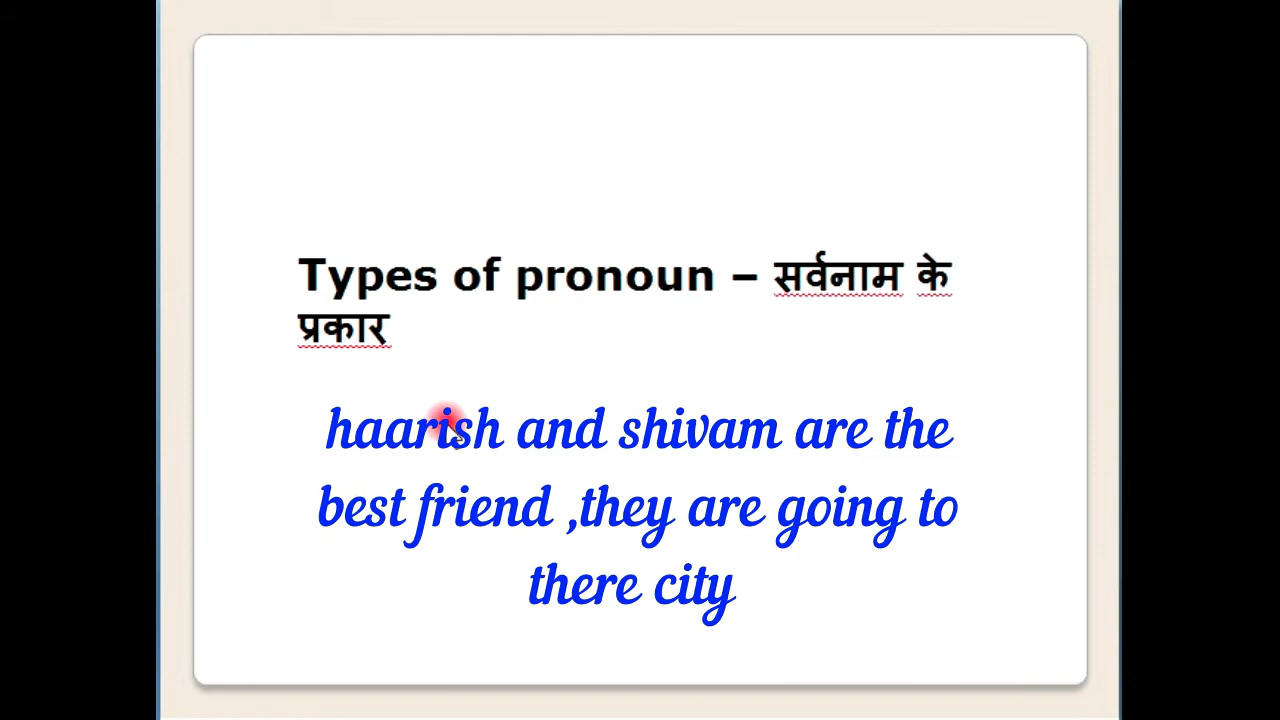 Types of pronoun – सर्वनाम के
प्रकार
haarish and shivam are the
best friend ,they are going to
there city